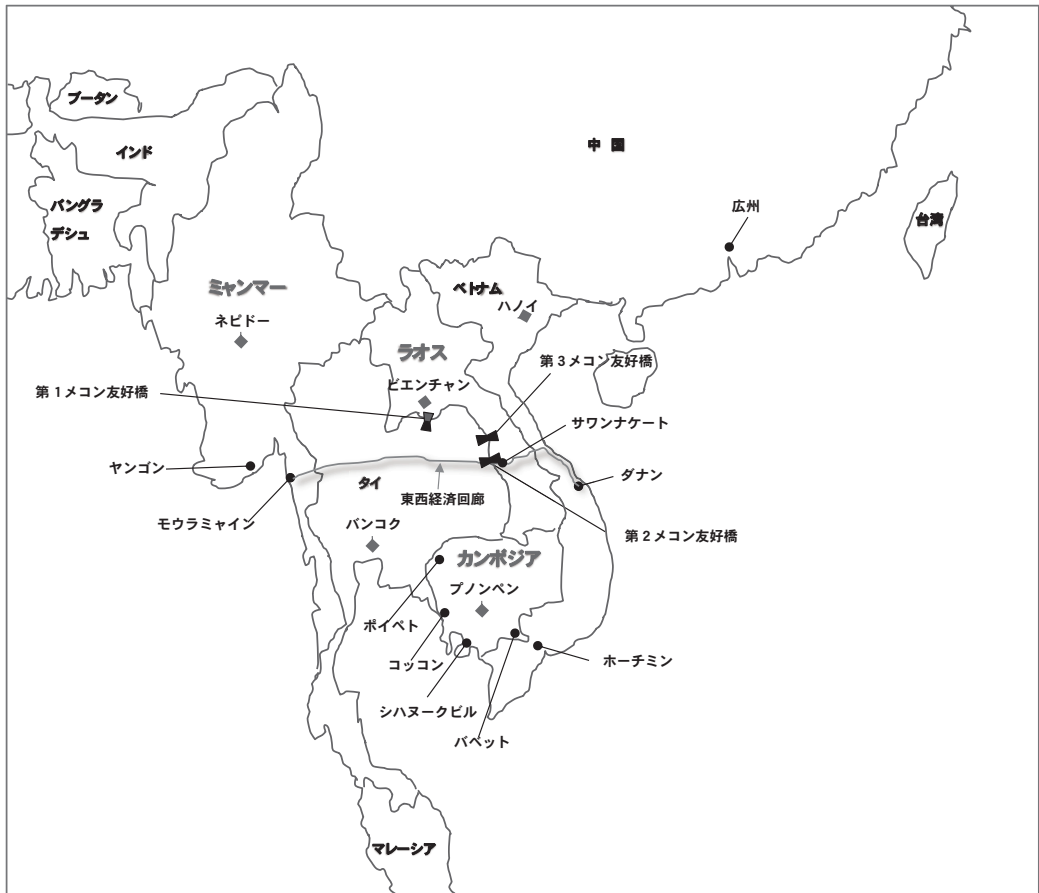 ブータン
インド
中 国
バングラ
デシュ
広州
台湾
ミャンマー
ベトナム
ハノイ
ネピドー
ラオス
第3メコン友好橋
ビエンチャン
第1メコン友好橋
サワンナケート
ヤンゴン
ダナン
タイ
東西経済回廊
モウラミャイン
バンコク
第2メコン友好橋
カンボジア
プノンペン
ポイペト
コッコン
ホーチミン
シハヌークビル
バベット
マレーシア